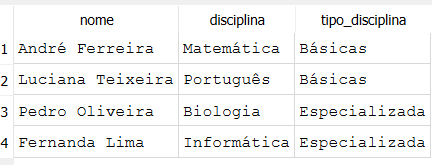 nome disciplina tipo_disciplina
1 André Ferreira Matemática Básicas
2 Luciana Teixeira Português Básicas
3 Pedro Oliveira Biologia Especializada
4 Fernanda Lima Informática Especializada